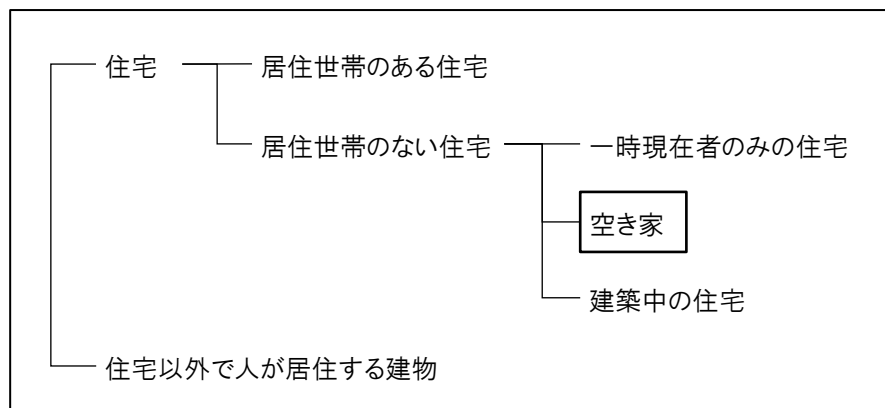 住宅
居住世帯のある住宅
居住世帯のない住宅
一時現在者のみの住宅
空き家
建築中の住宅
住宅以外で人が居住する建物